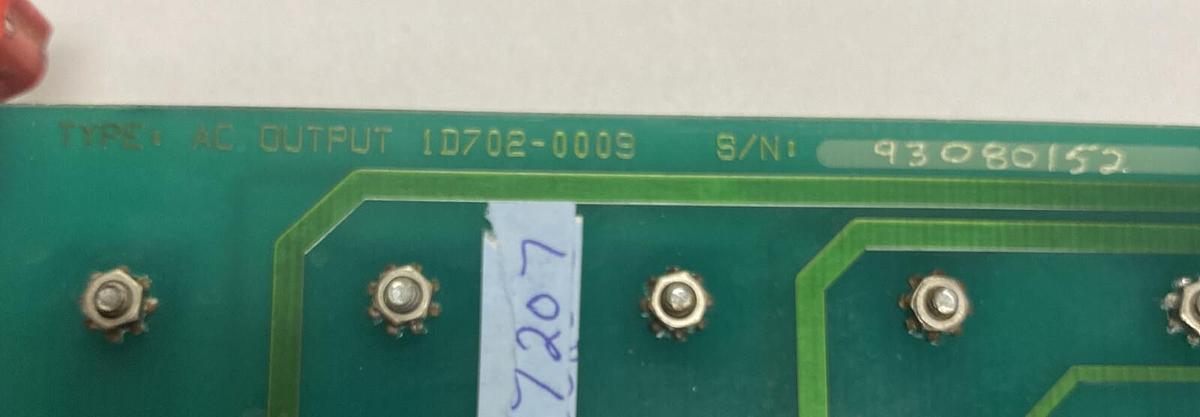 TYPE: AC OUTPUT 1D702-0009 S/N: 93080152
7207